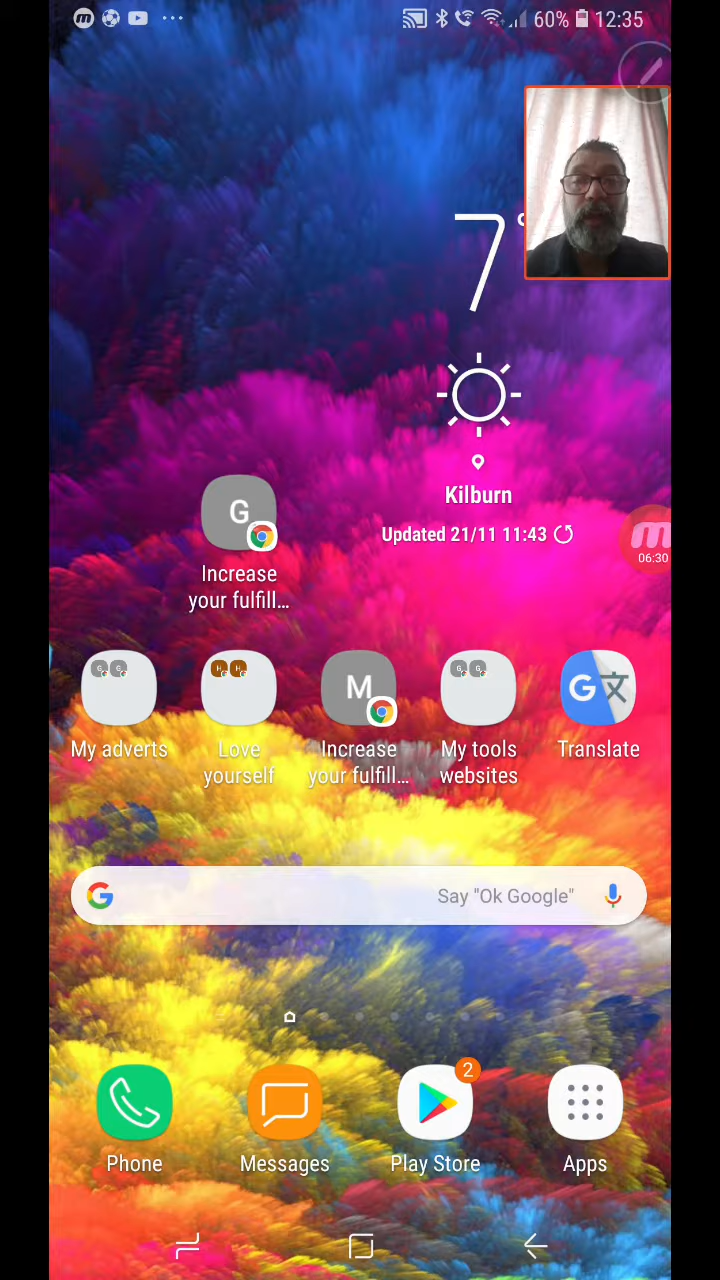 60% 12:35
7°
Kilburn
Updated 21/11 11:43
06:30
G
Increase
your fulfill...
M
My adverts
Love
yourself
Increase
your fulfill...
My tools
websites
Translate
Say "Ok Google"
2
Phone
Messages
Play Store
Apps